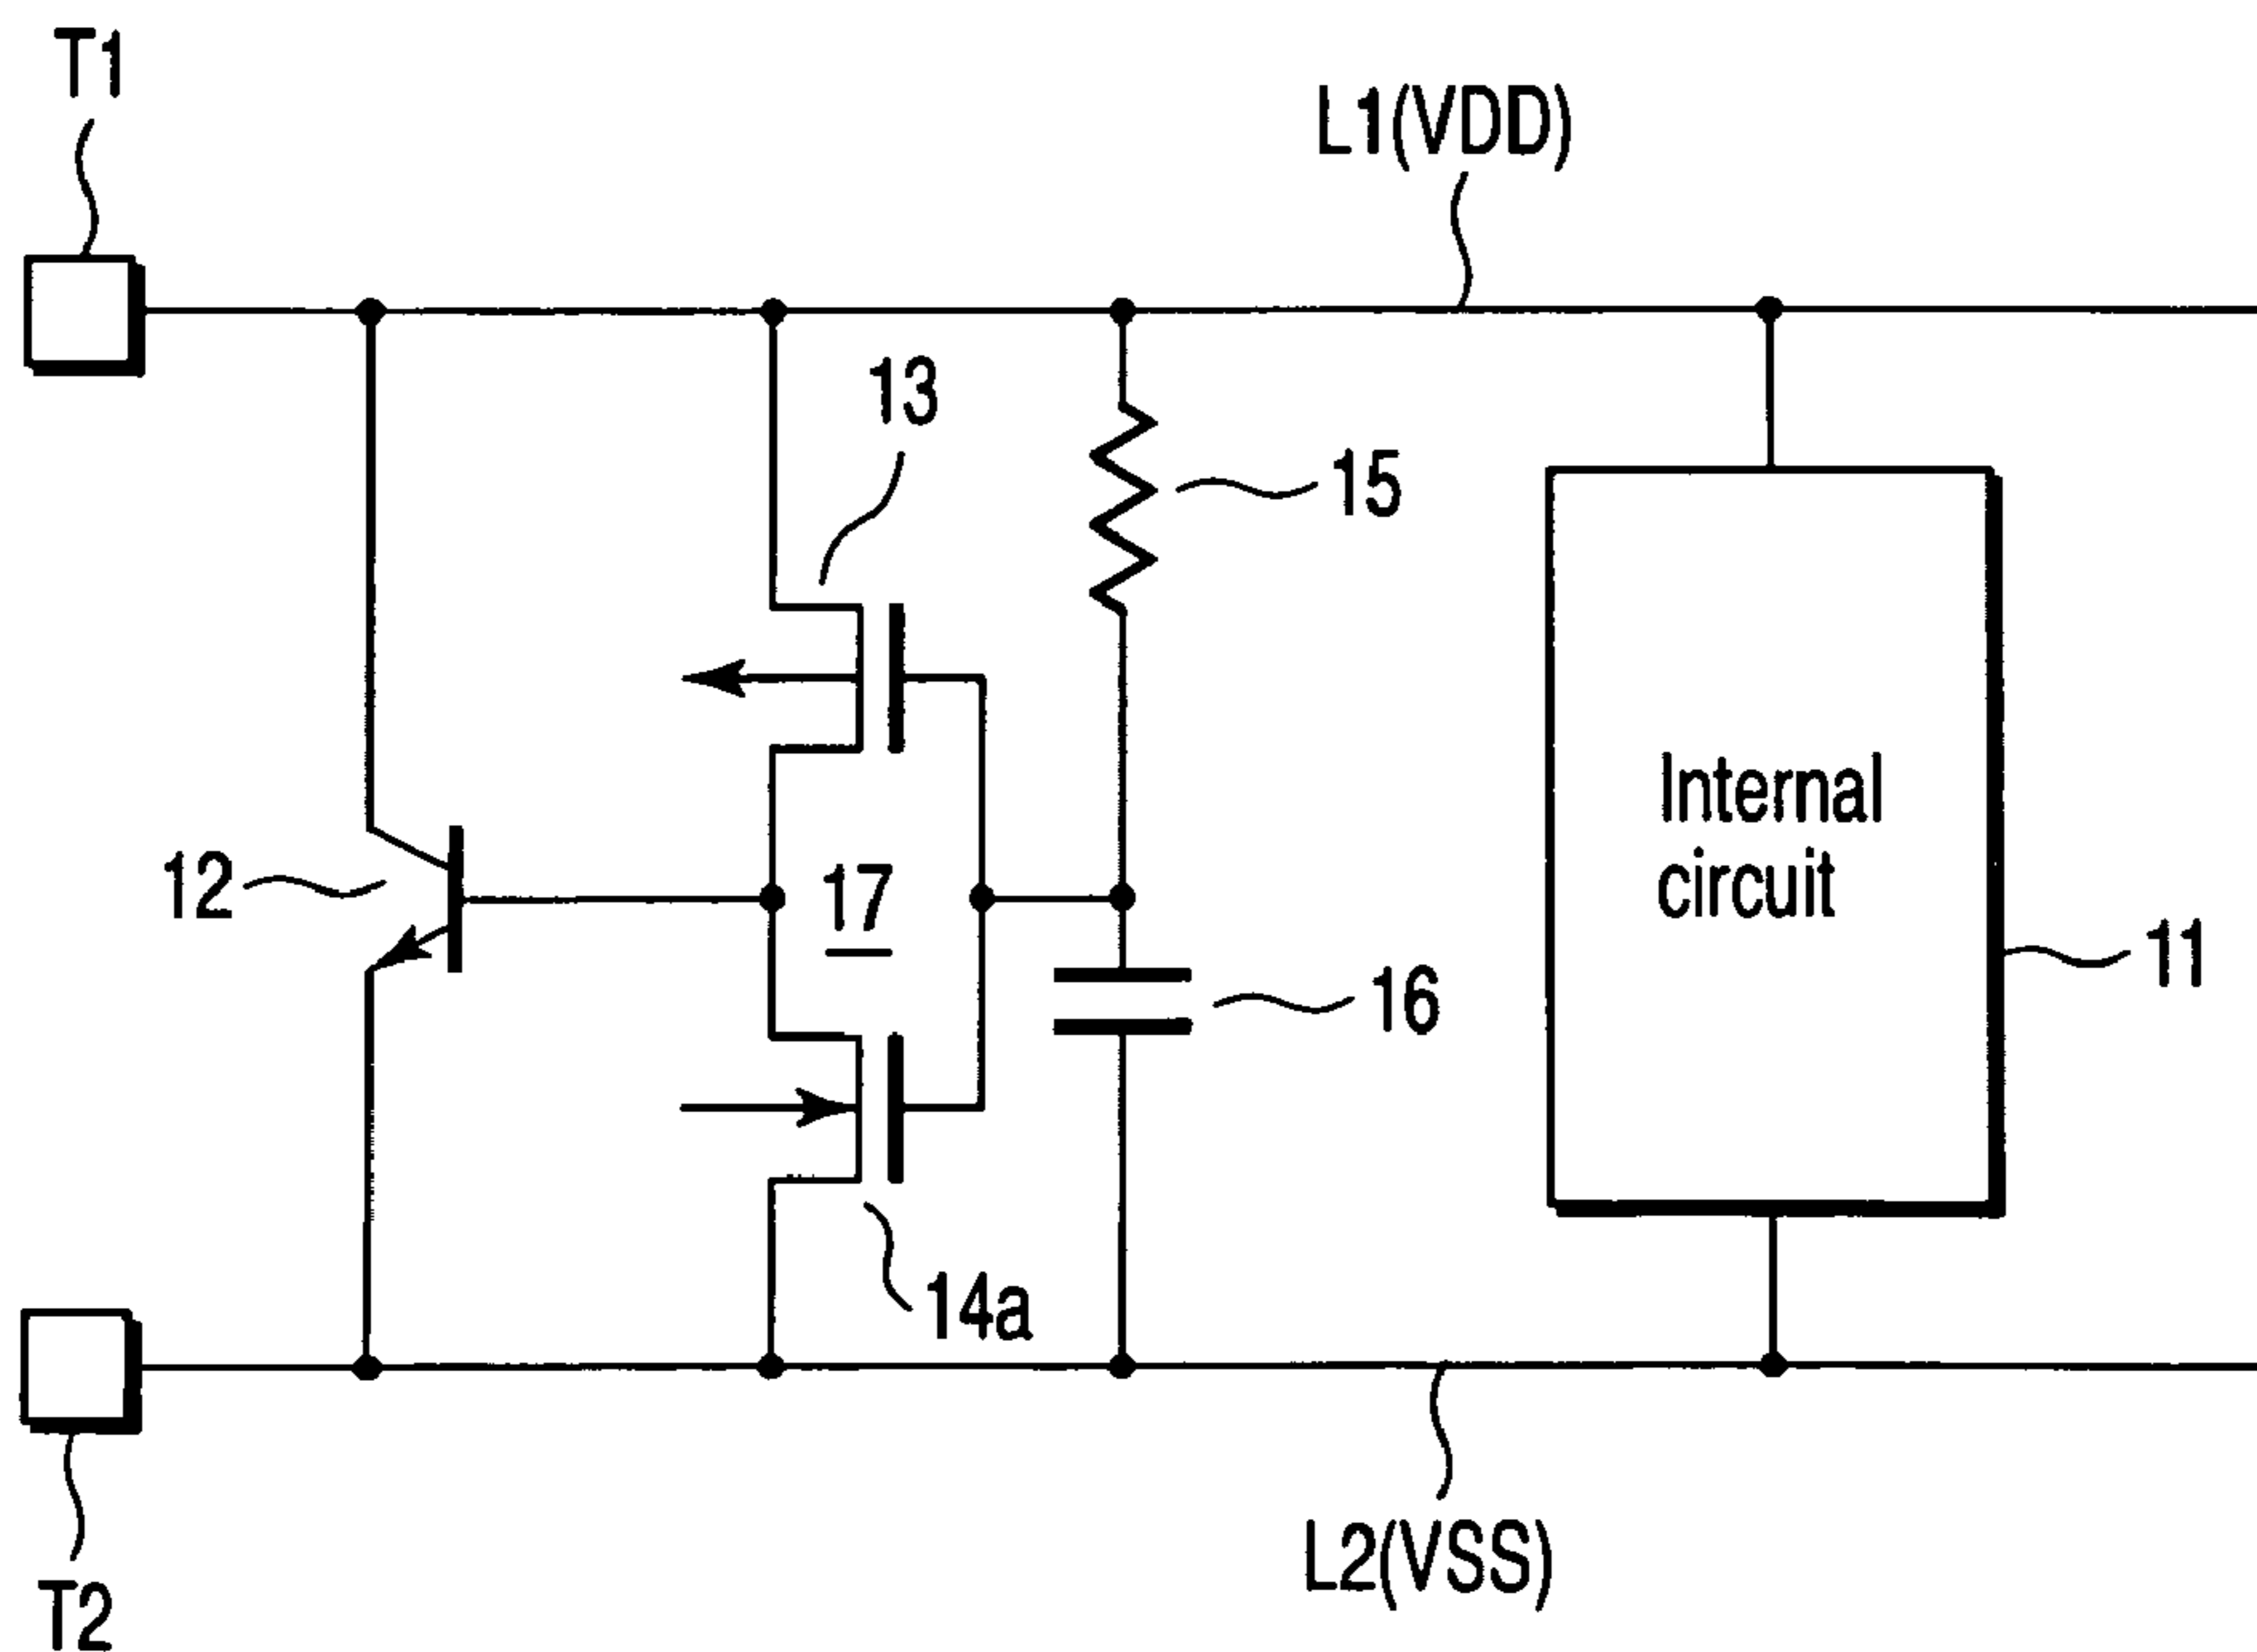 T1
L1(VDD)
13
15
Internal
circuit
12
17
11
16
14a
L2(VSS)
T2